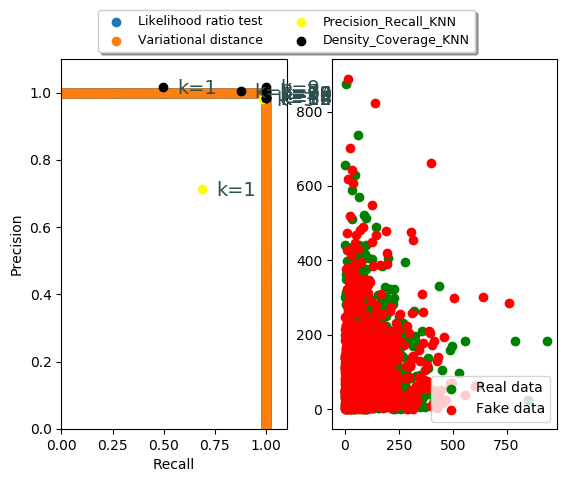 Likelihood ratio test
Variational distance
Precision_Recall_KNN
Density_Coverage_KNN
Precision
1.0
0.8
0.6
0.4
0.2
0.0
k=1
k=1
0.00 0.25 0.50 0.75 1.00
Recall
800
600
400
200
0
Real data
Fake data
0 250 500 750